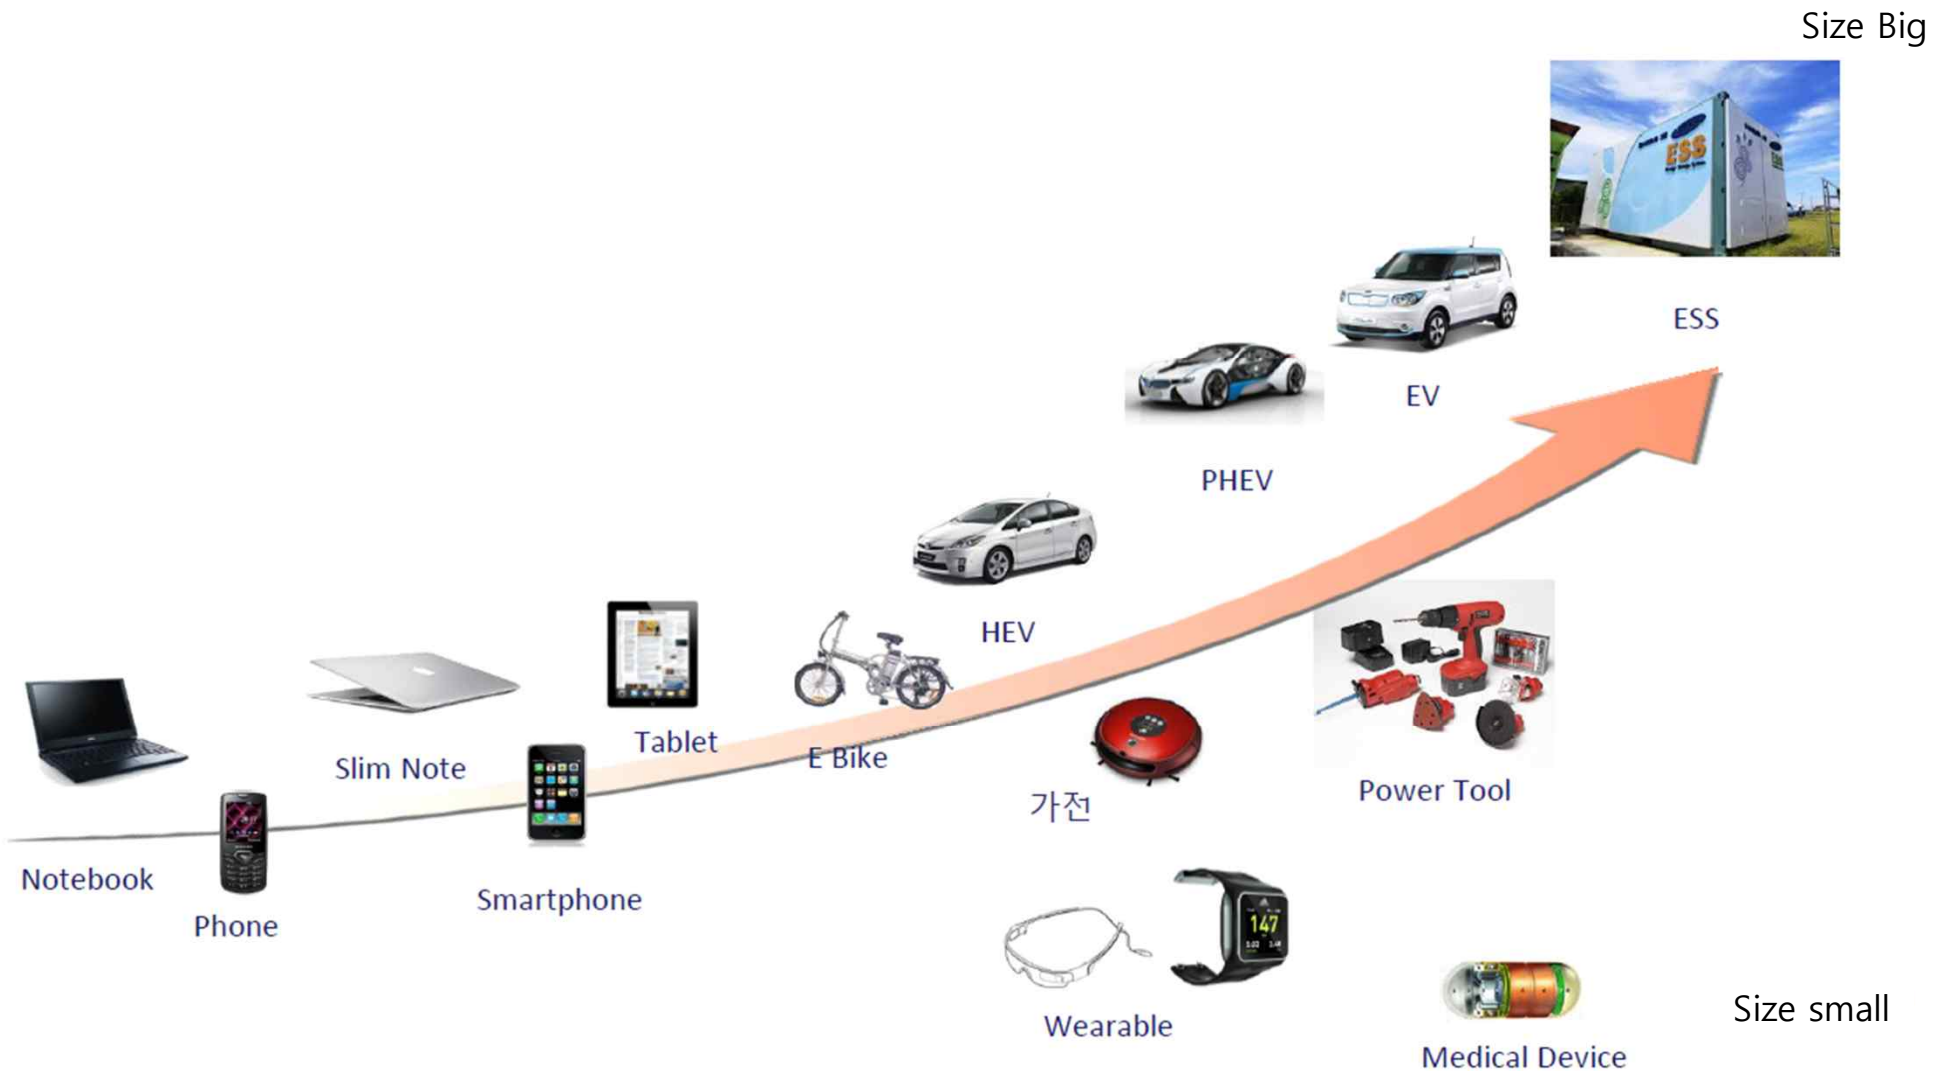 Size Big
ESS
ESS
EV
PHEV
HEV
Tablet
E Bike
Slim Note
가전
Power Tool
Notebook
Smartphone
Phone
147
Wearable
Size small
Medical Device